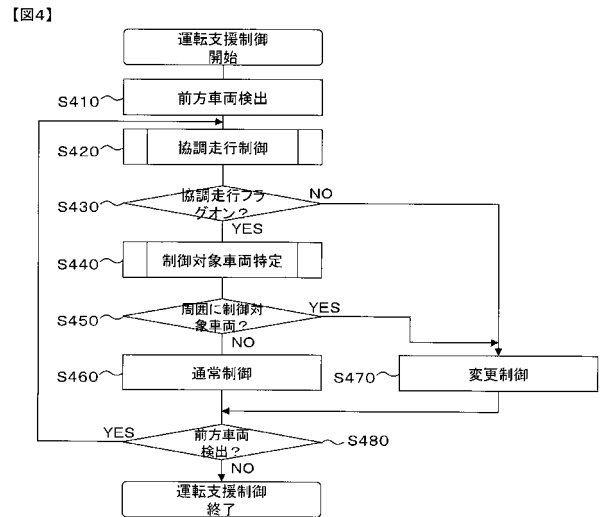 【図4】
運転支援制御
開始
S410
前方車両検出
S420
協調走行制御
S430
協調走行フラ
グオン？
NO
YES
S440
制御対象車両特定
S450
周囲に制御対
象車両？
YES
NO
S460
通常制御
S470
変更制御
YES
前方車両
検出？
S480
NO
運転支援制御
終了